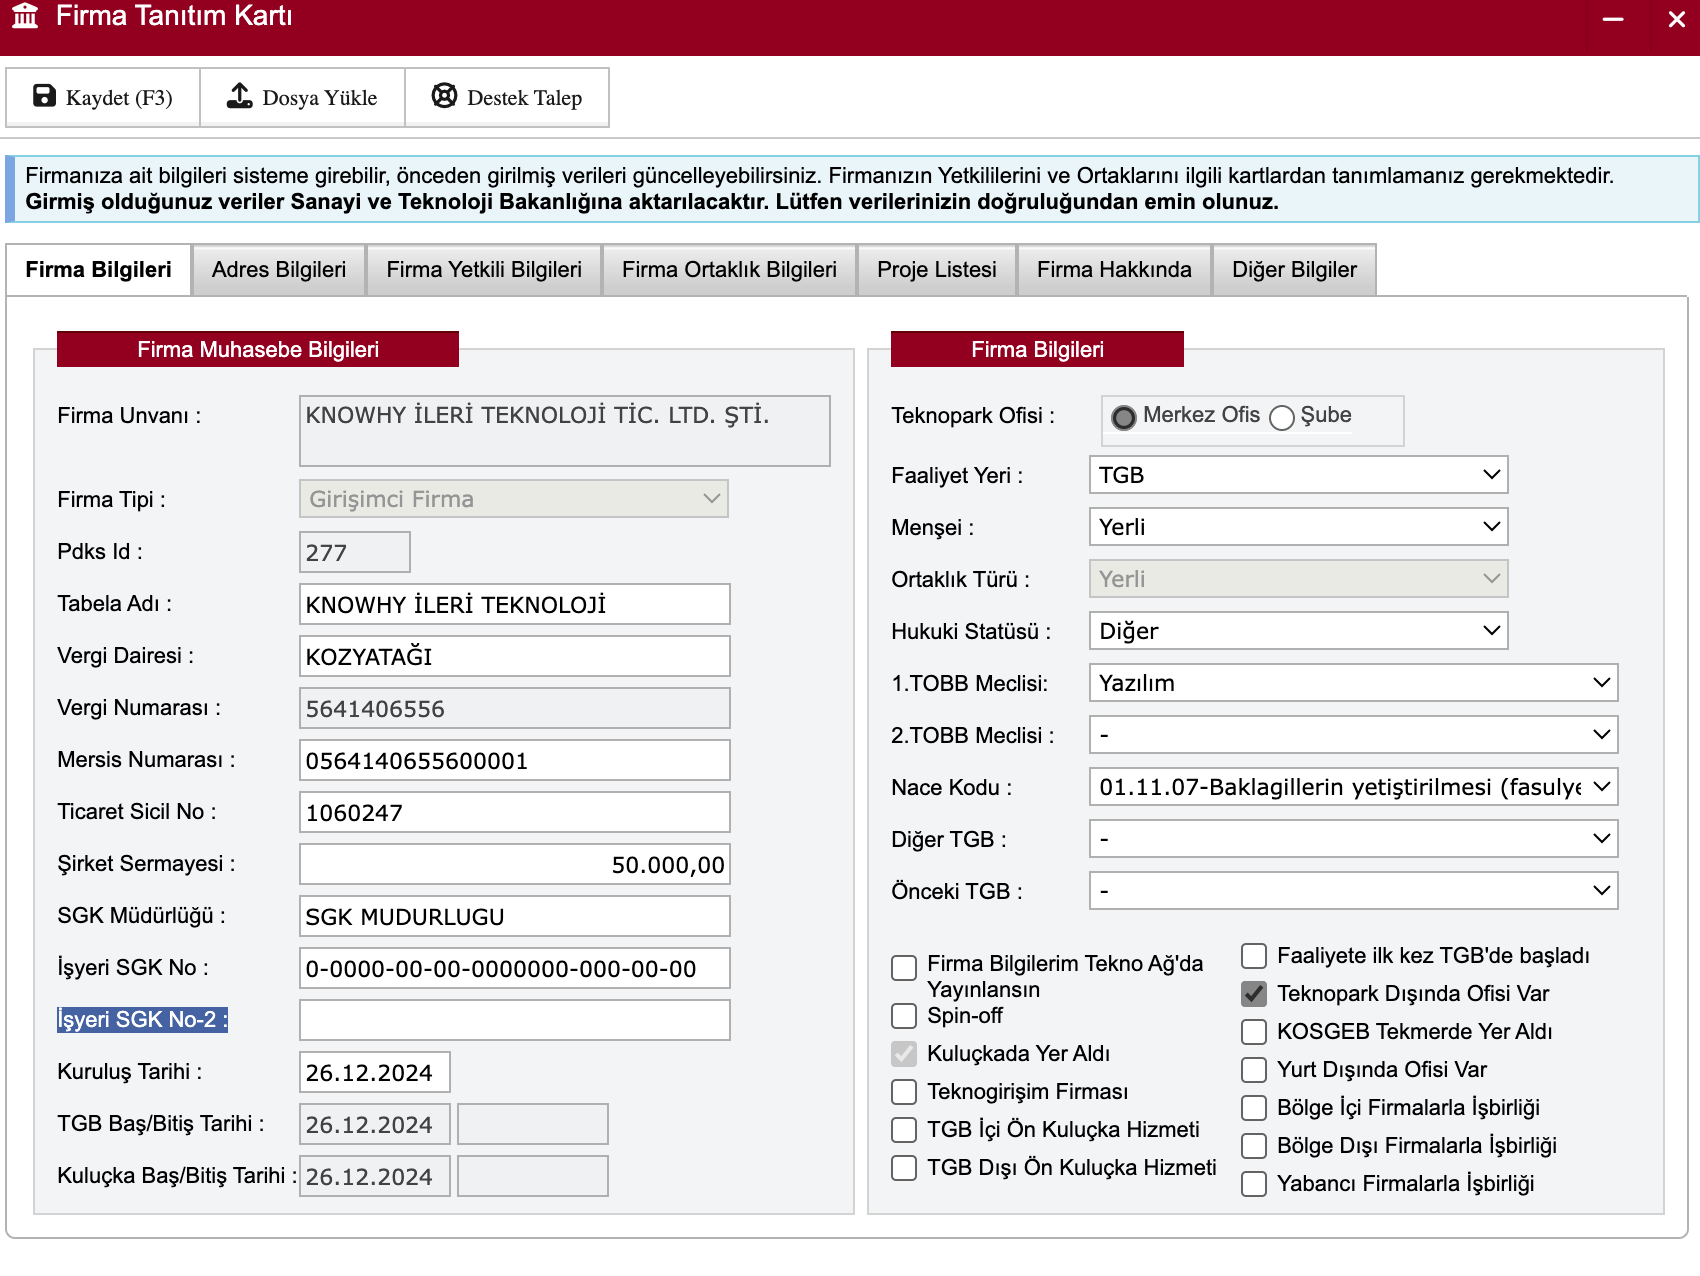 Firma Tanıtım Kartı
Kaydet (F3)
Dosya Yükle
Destek Talep
Firmanıza ait bilgileri sisteme girebilir, önceden girilmiş verileri güncelleyebilirsiniz. Firmanızın Yetkililerini ve Ortaklarını ilgili kartlardan tanımlamanız gerekmektedir.
Girmiş olduğunuz veriler Sanayi ve Teknoloji Bakanlığına aktarılacaktır. Lütfen verilerinizin doğruluğundan emin olunuz.
Firma Bilgileri
Adres Bilgileri
Firma Yetkili Bilgileri
Firma Ortaklık Bilgileri
Proje Listesi
Firma Hakkında
Diğer Bilgiler
Firma Muhasebe Bilgileri
Firma Unvanı : KNOWHY İLERİ TEKNOLOJİ TİC. LTD. ŞTİ.
Firma Tipi : Girişimci Firma
Pdks Id : 277
Tabela Adı : KNOWHY İLERİ TEKNOLOJİ
Vergi Dairesi : KOZYATAĞI
Vergi Numarası : 5641406556
Mersis Numarası : 0564140655600001
Ticaret Sicil No : 1060247
Şirket Sermayesi : 50.000,00
SGK Müdürlüğü : SGK MUDURLUGU
İşyeri SGK No : 0-0000-00-00-0000000-000-00-00
İşyeri SGK No-2 :
Kuruluş Tarihi : 26.12.2024
TGB Baş/Bitiş Tarihi : 26.12.2024
Kuluçka Baş/Bitiş Tarihi : 26.12.2024
Firma Bilgileri
Teknopark Ofisi : Merkez Ofis Şube
Faaliyet Yeri : TGB
Menşei : Yerli
Ortaklık Türü : Yerli
Hukuki Statüsü : Diğer
1.TOBB Meclisi: Yazılım
2.TOBB Meclisi : -
Nace Kodu : 01.11.07-Baklagillerin yetiştirilmesi (fasulye
Diğer TGB : -
Önceki TGB : -
Firma Bilgilerim Tekno Ağ'da
Yayınlansın
Spin-off
Kuluçkada Yer Aldı
Teknogirişim Firması
TGB İçi Ön Kuluçka Hizmeti
TGB Dışı Ön Kuluçka Hizmeti
Faaliyete ilk kez TGB'de başladı
Teknopark Dışında Ofisi Var
KOSGEB Tekmerde Yer Aldı
Yurt Dışında Ofisi Var
Bölge İçi Firmalarla İşbirliği
Bölge Dışı Firmalarla İşbirliği
Yabancı Firmalarla İşbirliği